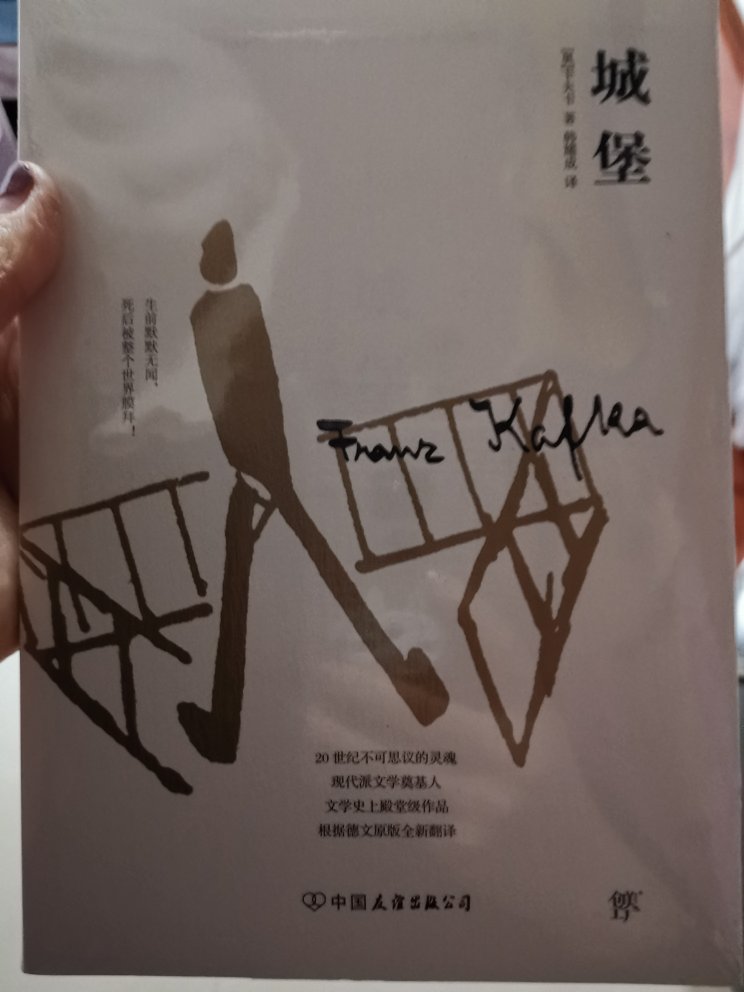 城堡
[奥]卡夫卡 著 韩瑞成 译
生前默默无闻，
死后被整个世界膜拜！
Franz Kafka
20世纪不可思议的灵魂
现代派文学奠基人
文学史上殿堂级作品
根据德文原版全新翻译
中国友谊出版公司